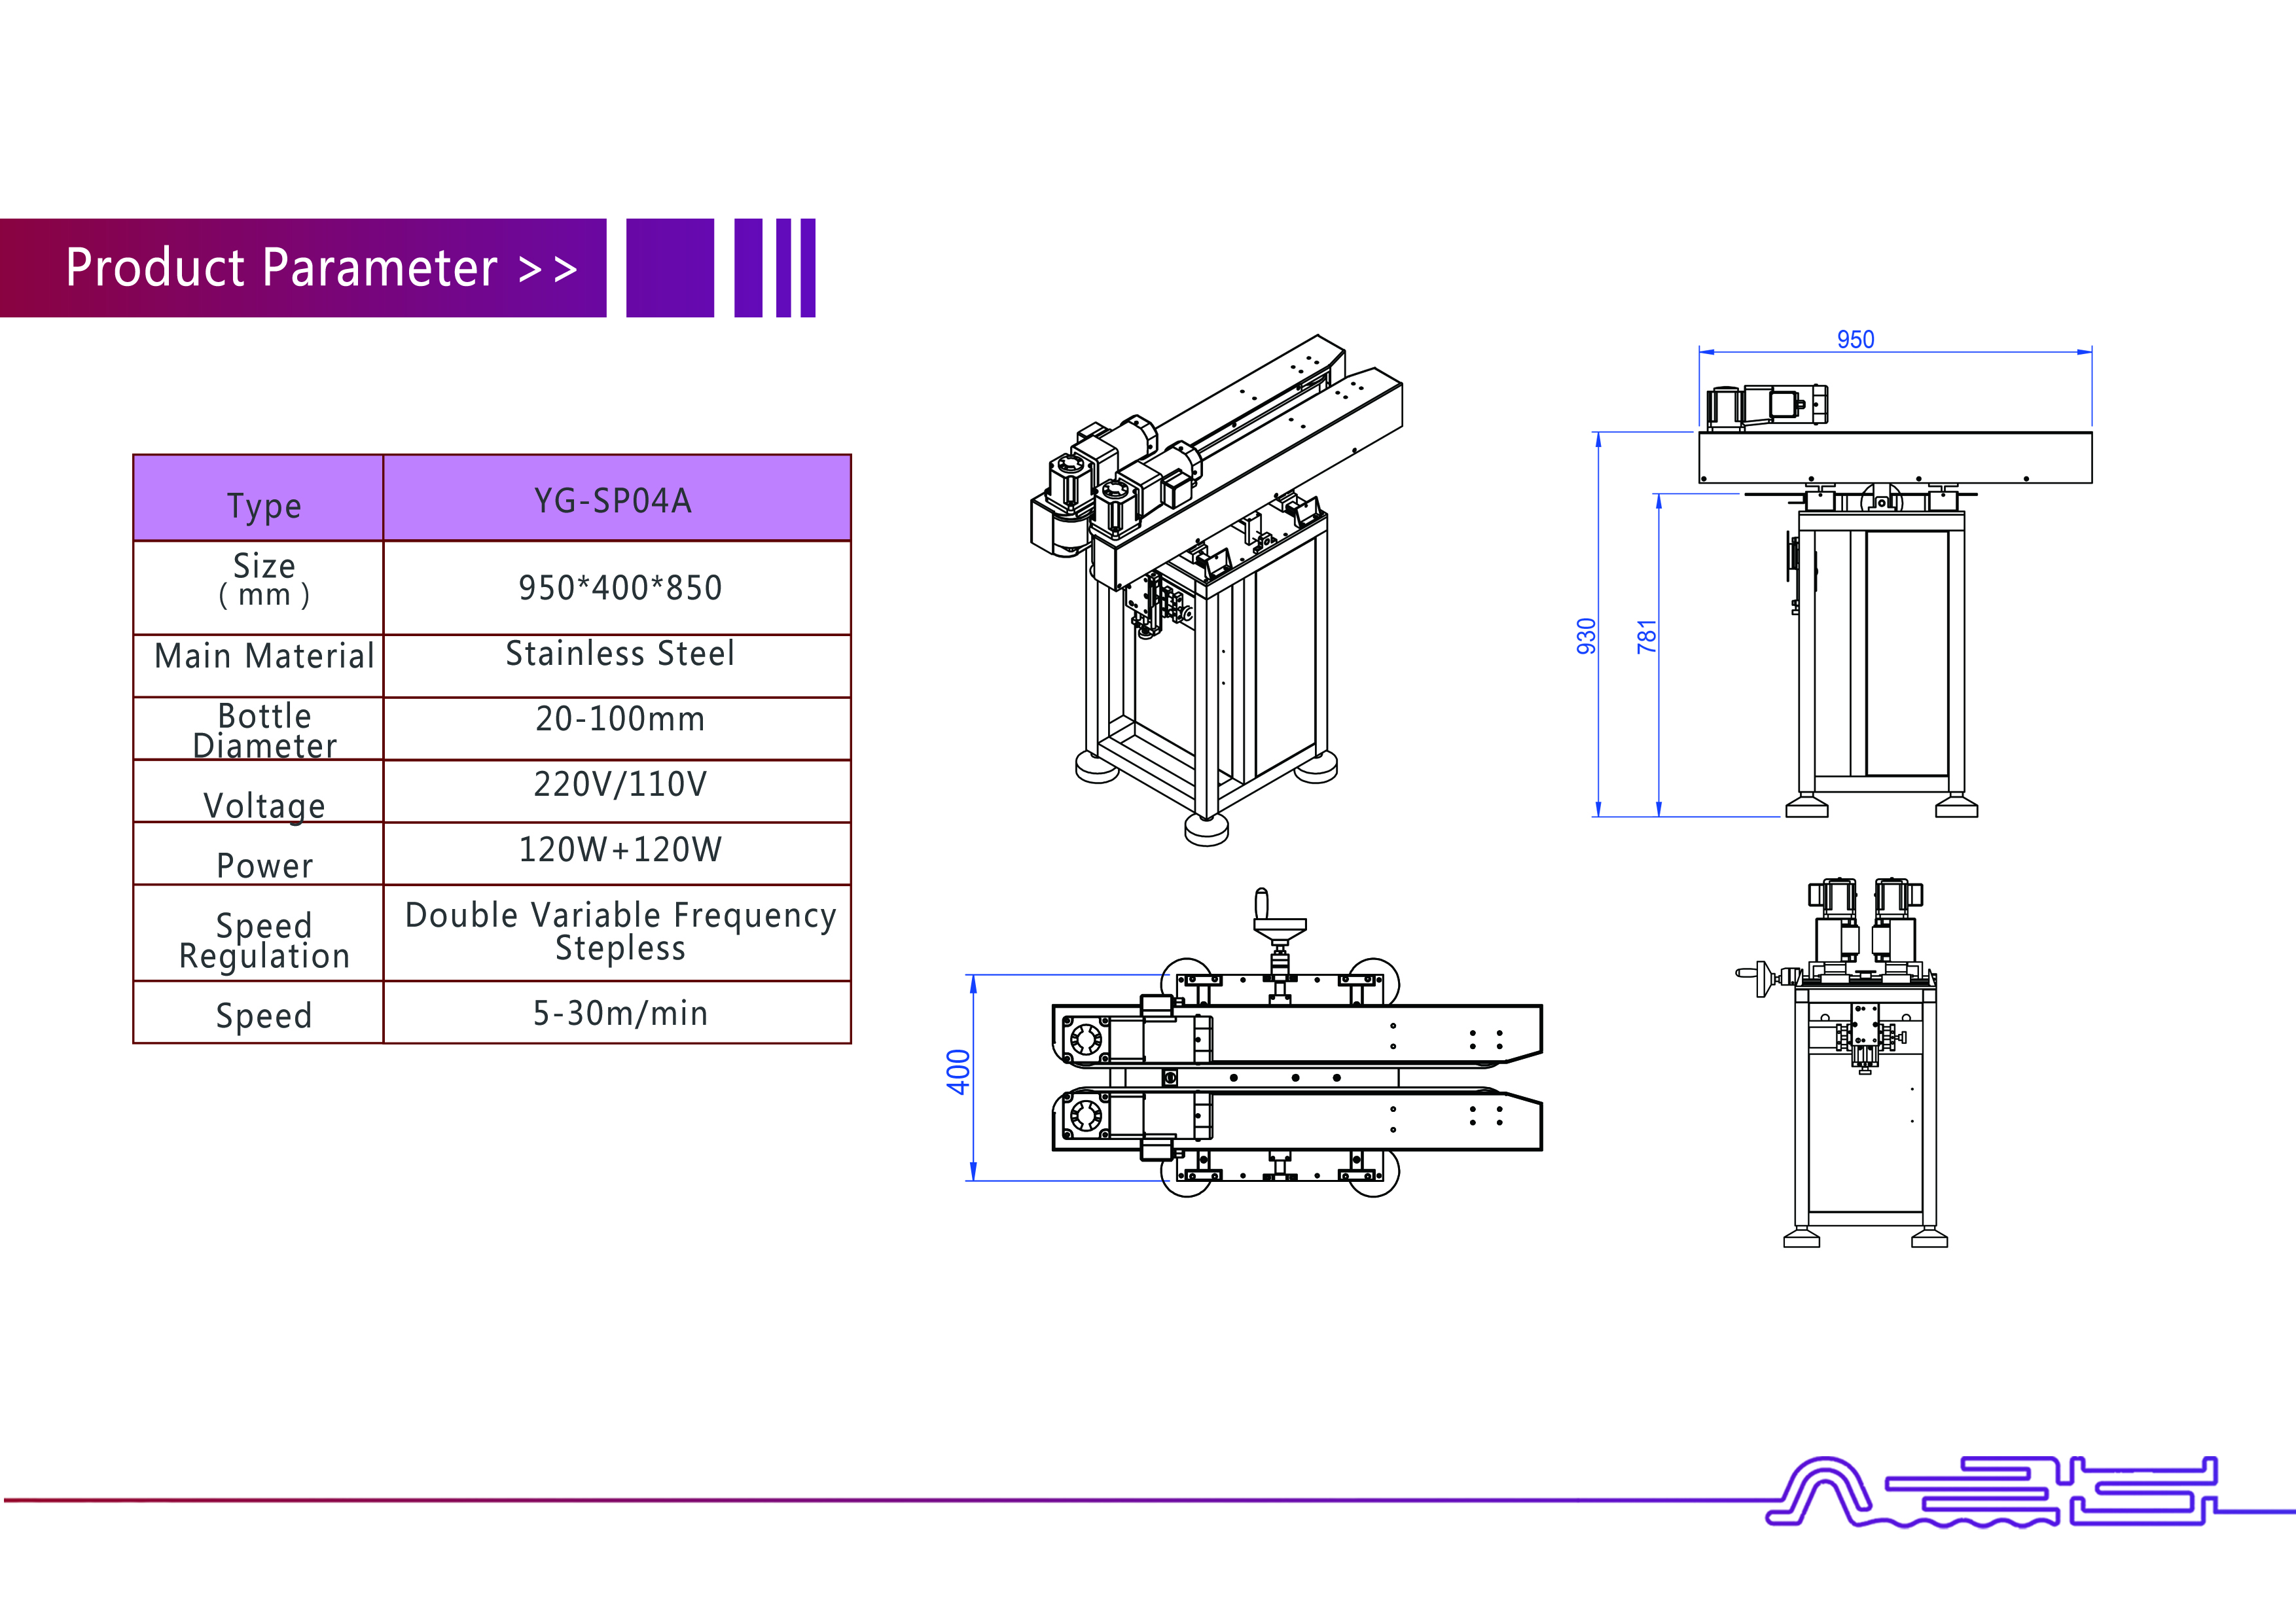 Product Parameter >>
Type
YG-SP04A
Size
( mm )
950*400*850
Main Material
Stainless Steel
Bottle
Diameter
20-100mm
Voltage
220V/110V
Power
120W+120W
Speed
Regulation
Double Variable Frequency
Stepless
Speed
5-30m/min
950
930
781
400